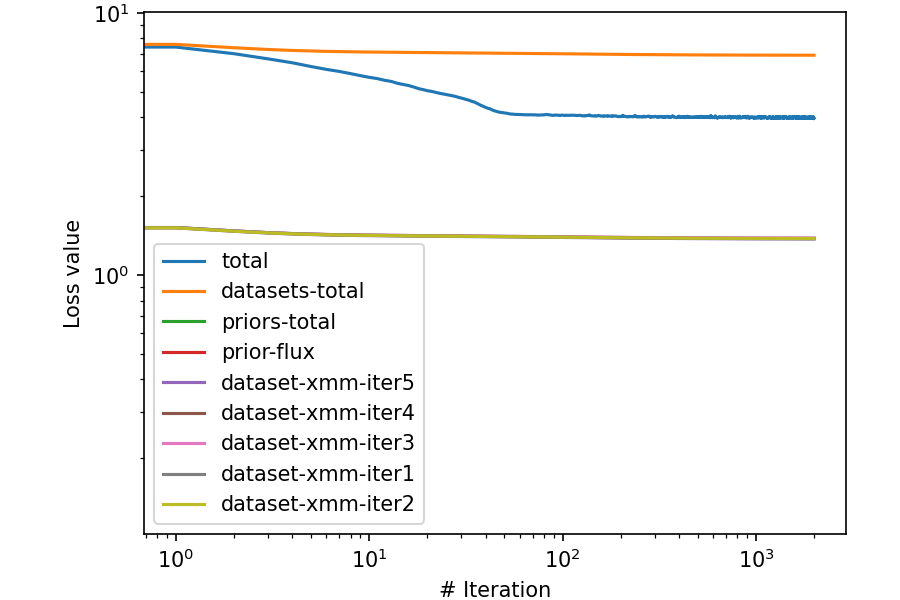 10¹
10⁰
Loss value
total
datasets-total
priors-total
prior-flux
dataset-xmm-iter5
dataset-xmm-iter4
dataset-xmm-iter3
dataset-xmm-iter1
dataset-xmm-iter2
10⁰ 10¹ 10² 10³
# Iteration